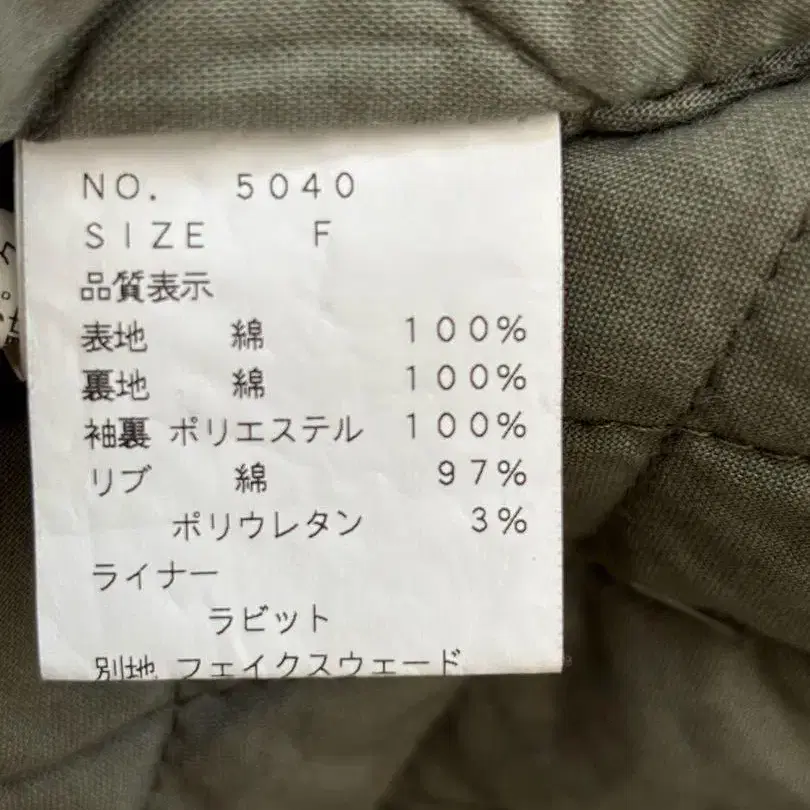 NO. 5040
SIZE F
品質表示
表地 綿 100%
裏地 綿 100%
袖裏 ポリエステル 100%
リブ 綿 97%
ポリウレタン 3%
ライナー
ラビット
別地 フェイクスウェード